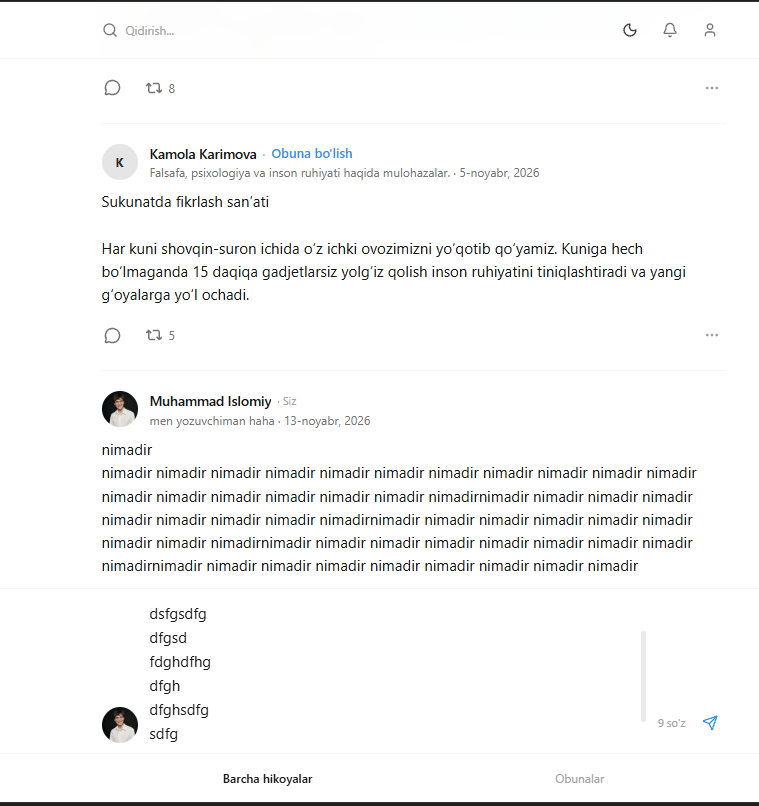 Qidirish...
8
K
Kamola Karimova · Obuna bo'lish
Falsafa, psixologiya va inson ruhiyati haqida mulohazalar. · 5-noyabr, 2026
Sukunatda fikrlash san'ati
Har kuni shovqin-suron ichida o'z ichki ovozimizni yo'qotib qo'yamiz. Kuniga hech
bo'lmaganda 15 daqiqa gadjetlarsiz yolg'iz qolish inson ruhiyatini tiniqlashtiradi va yangi
g'oyalarga yo'l ochadi.
5
Muhammad Islomiy · Siz
men yozuvchiman haha · 13-noyabr, 2026
nimadir
nimadir nimadir nimadir nimadir nimadir nimadir nimadir nimadir nimadir nimadir nimadir
nimadir nimadir nimadir nimadir nimadir nimadir nimadirnimadir nimadir nimadir nimadir
nimadir nimadir nimadir nimadir nimadirnimadir nimadir nimadir nimadir nimadir nimadir
nimadir nimadir nimadirnimadir nimadir nimadir nimadir nimadir nimadir nimadir nimadir
nimadirnimadir nimadir nimadir nimadir nimadir nimadir nimadir nimadir nimadir
dsfgsdfg
dfgsd
fdghdfhg
dfgh
dfghsdfg
sdfg
9 so'z
Barcha hikoyalar
Obunalar